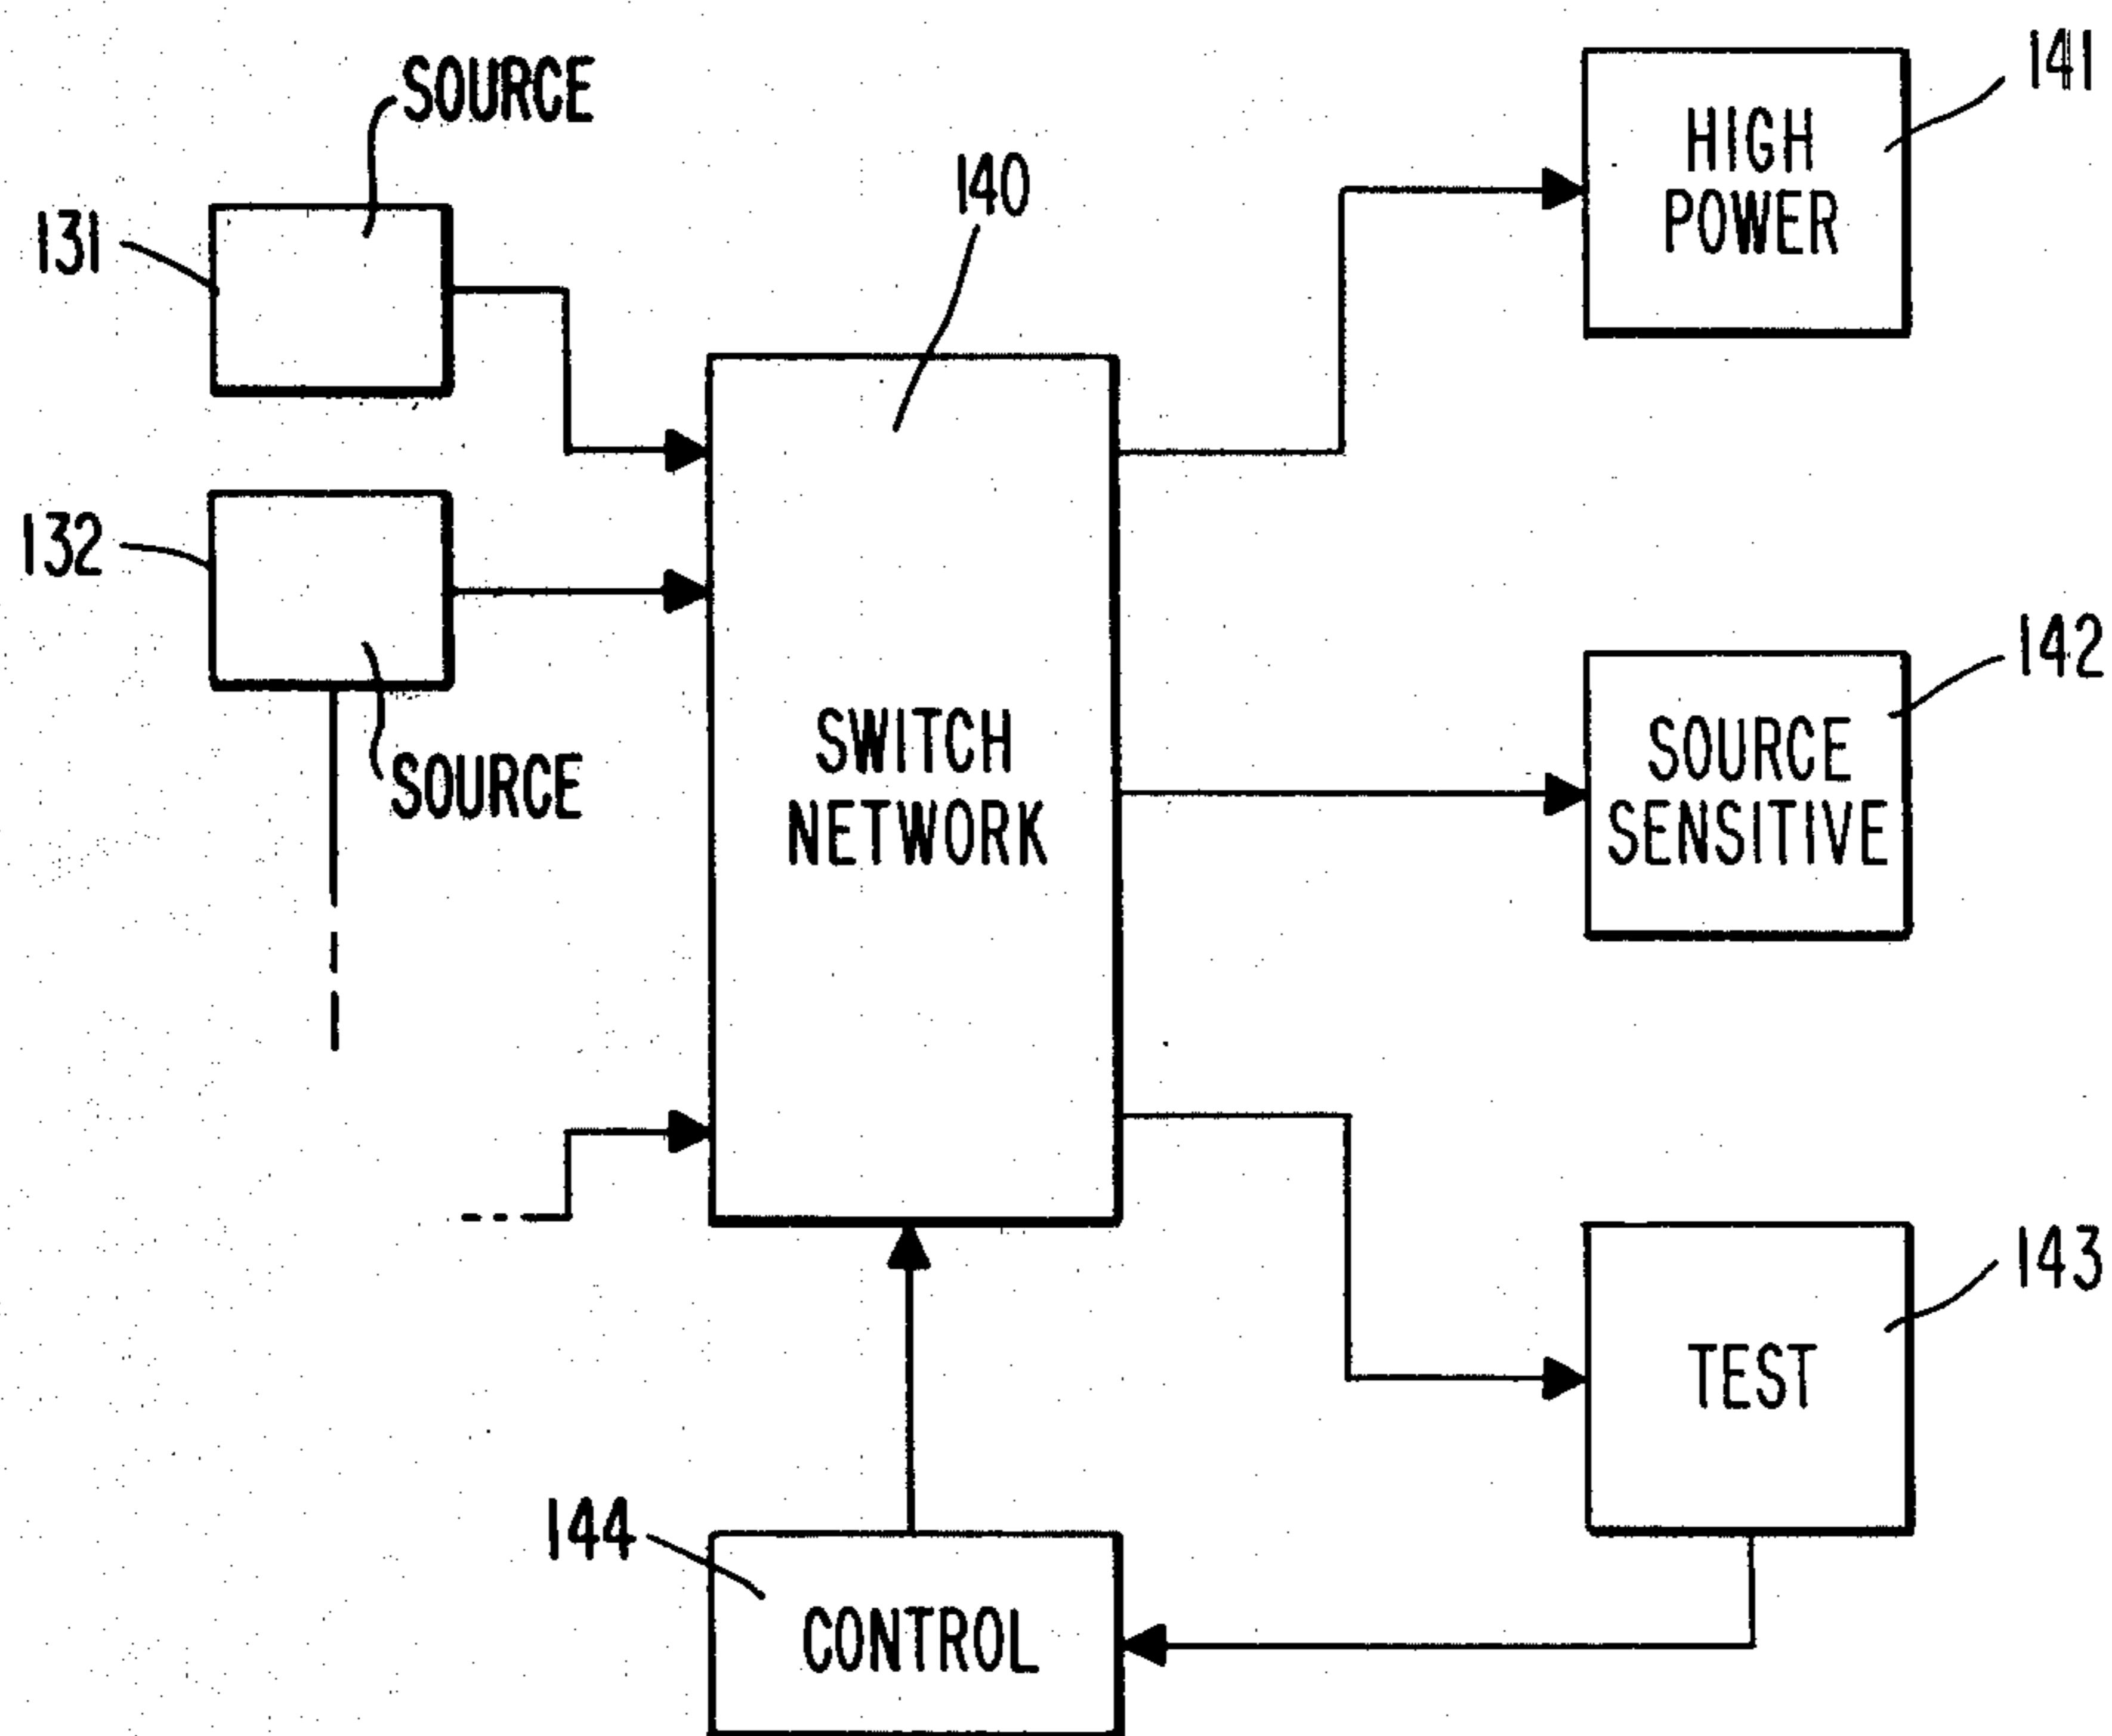 SOURCE
141
HIGH
POWER
140
131
132
142
SWITCH
NETWORK
SOURCE
SENSITIVE
SOURCE
143
TEST
144
CONTROL